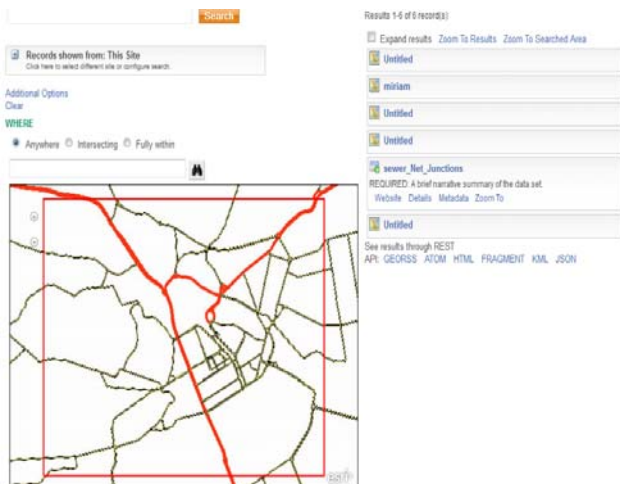 Search
Records shown from: This Site
Click here to select different site or configure search.
Additional Options
Clear
WHERE
Anywhere Intersecting Fully within
esri
Results 1-6 of 6 record(s)
Expand results Zoom To Results Zoom To Searched Area
Untitled
miriam
Untitled
Untitled
sewer_Net_Junctions
REQUIRED: A brief narrative summary of the data set.
Website Details Metadata Zoom To
Untitled
See results through REST
API: GEORSS ATOM HTML FRAGMENT KML JSON